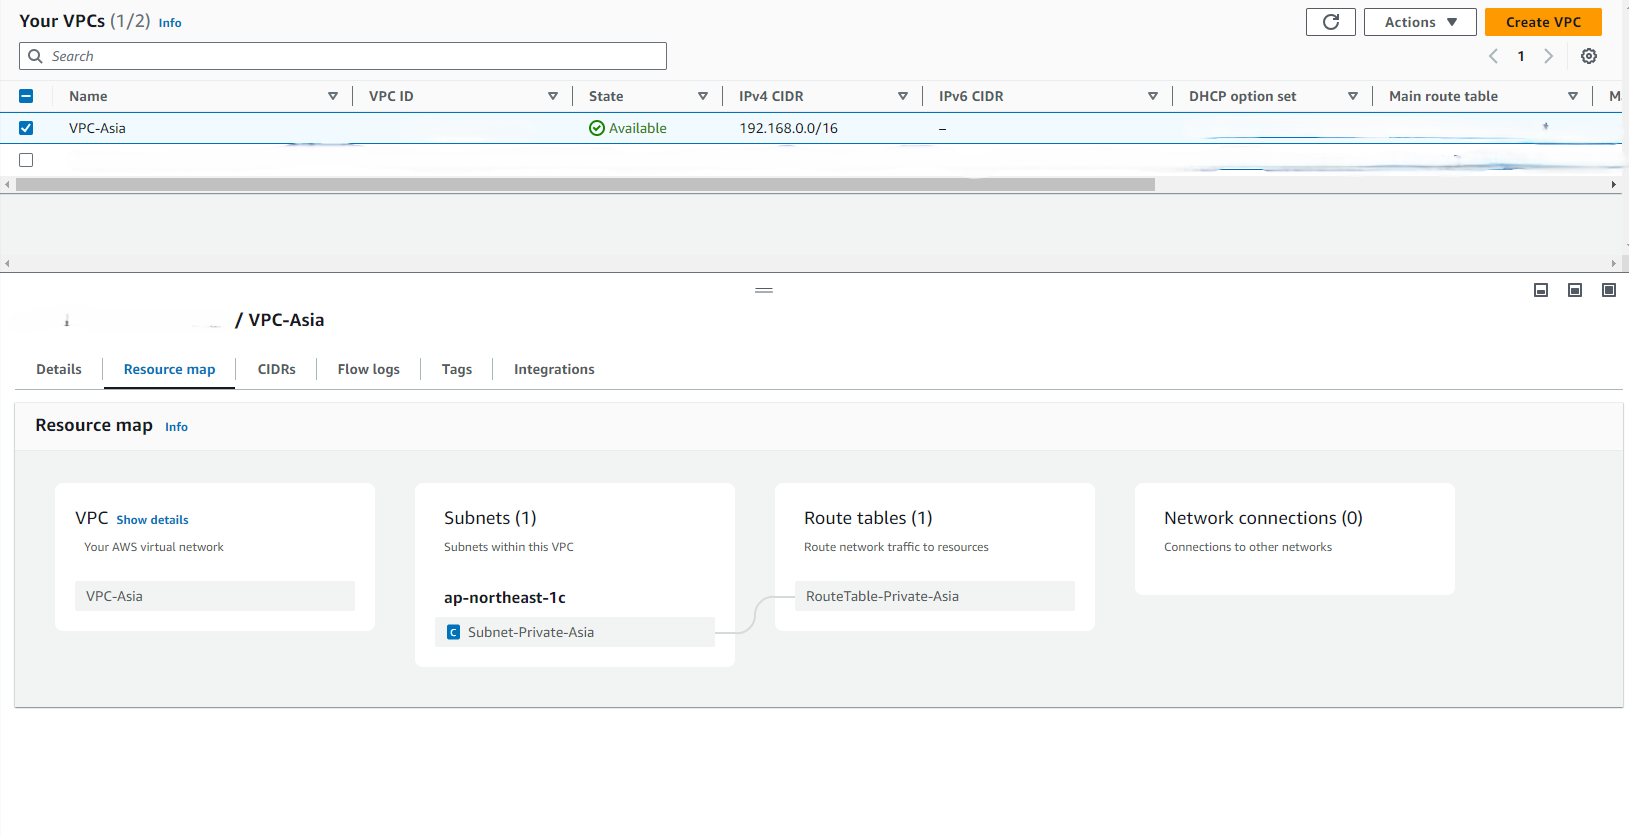 Your VPCs (1/2) Info
Actions Create VPC
Search
1
Name VPC ID State IPv4 CIDR IPv6 CIDR DHCP option set Main route table M
VPC-Asia Available 192.168.0.0/16 –
/ VPC-Asia
Details Resource map CIDRs Flow logs Tags Integrations
Resource map Info
VPC Show details
Your AWS virtual network
VPC-Asia
Subnets (1)
Subnets within this VPC
ap-northeast-1c
C Subnet-Private-Asia
Route tables (1)
Route network traffic to resources
RouteTable-Private-Asia
Network connections (0)
Connections to other networks